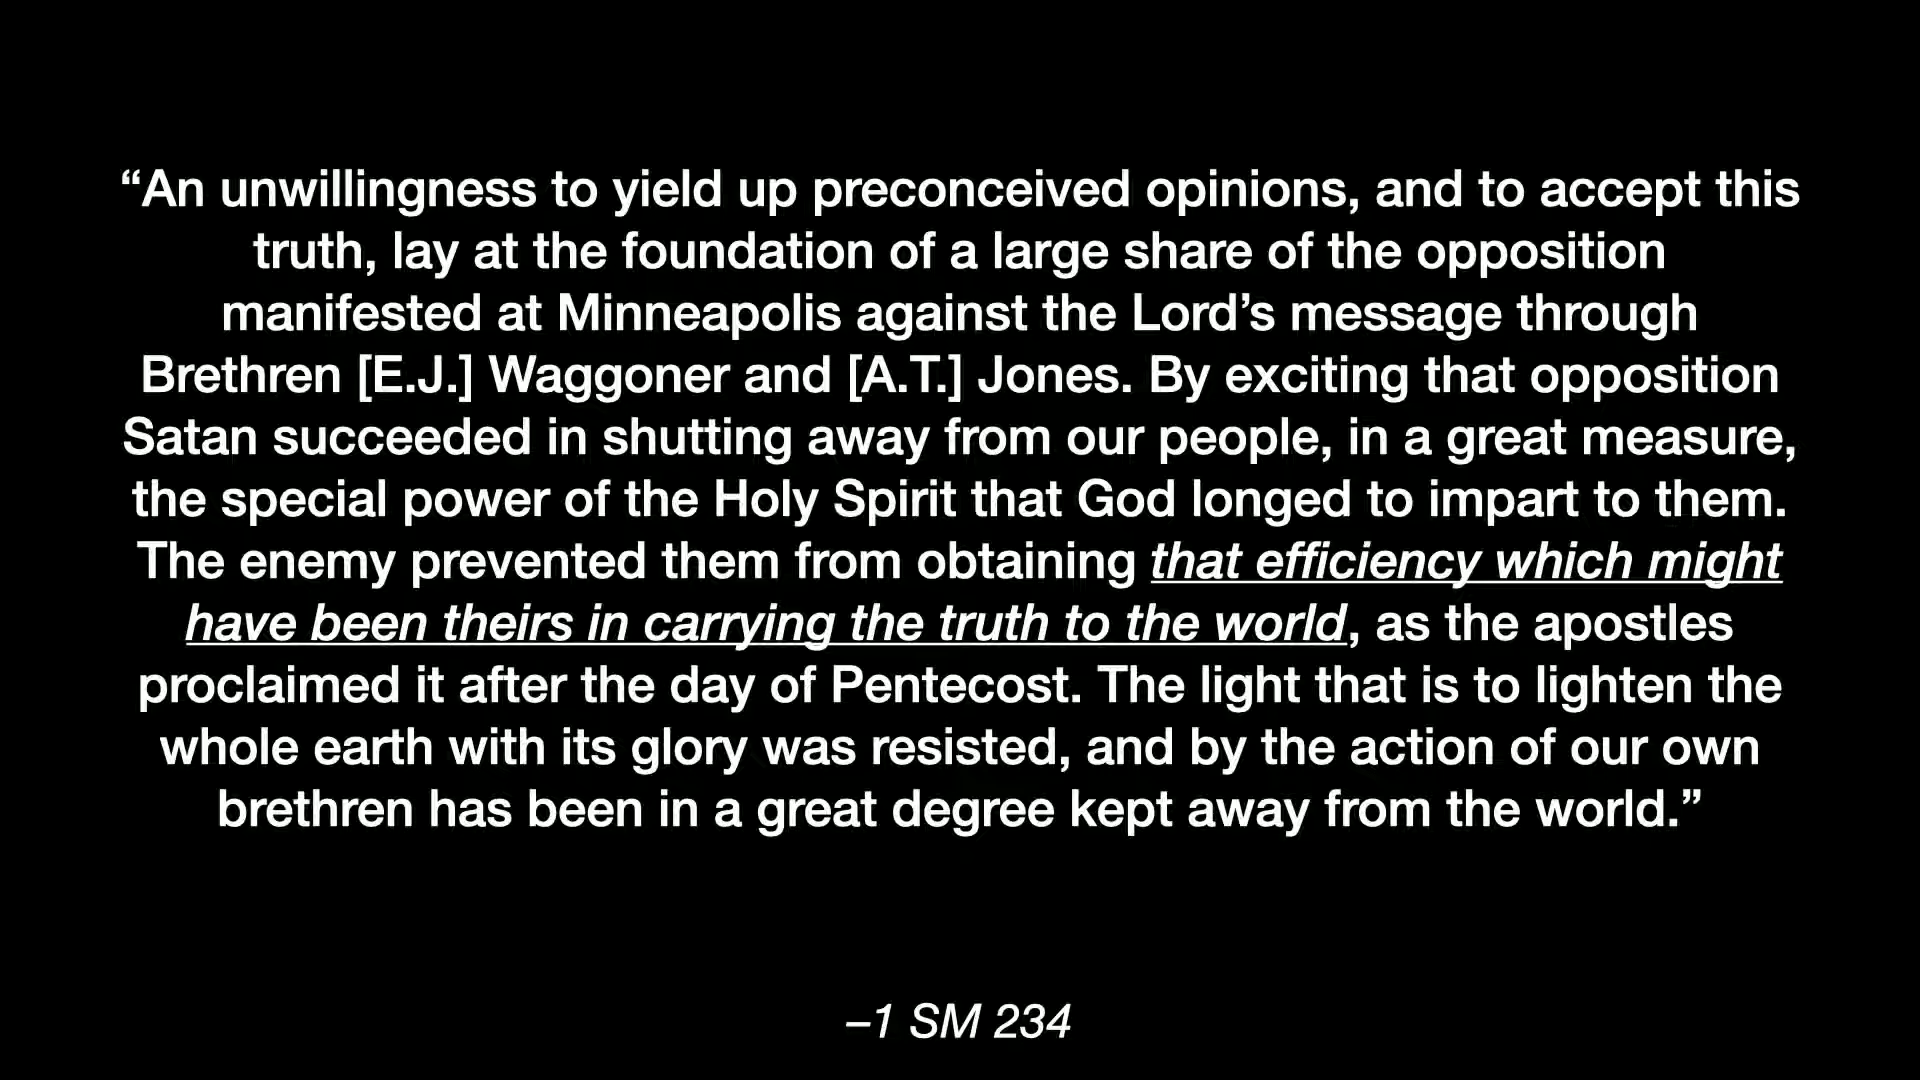 “An unwillingness to yield up preconceived opinions, and to accept this
truth, lay at the foundation of a large share of the opposition
manifested at Minneapolis against the Lord’s message through
Brethren [E.J.] Waggoner and [A.T.] Jones. By exciting that opposition
Satan succeeded in shutting away from our people, in a great measure,
the special power of the Holy Spirit that God longed to impart to them.
The enemy prevented them from obtaining that efficiency which might
have been theirs in carrying the truth to the world, as the apostles
proclaimed it after the day of Pentecost. The light that is to lighten the
whole earth with its glory was resisted, and by the action of our own
brethren has been in a great degree kept away from the world.”
–1 SM 234